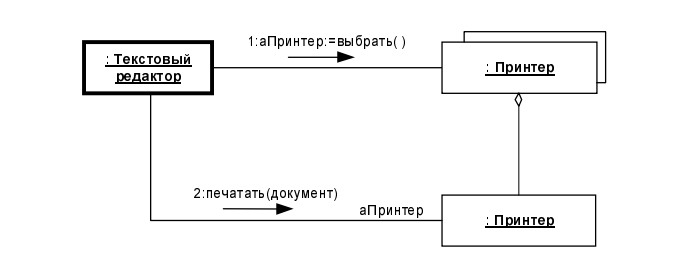 1:аПринтер:=выбрать( )
: Текстовый
редактор
: Принтер
2:печатать(документ)
аПринтер
: Принтер